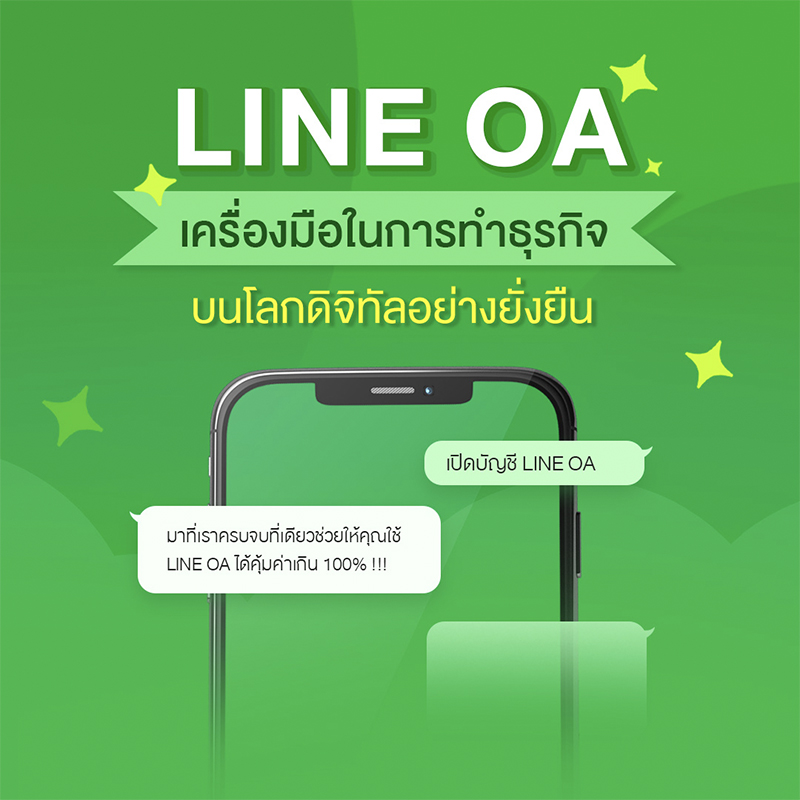 LINE OA
เครื่องมือในการทำธุรกิจ
บนโลกดิจิทัลอย่างยั่งยืน
เปิดบัญชี LINE OA
มาที่เราครบจบที่เดียวช่วยให้คุณใช้
LINE OA ได้คุ้มค่าเกิน 100% !!!